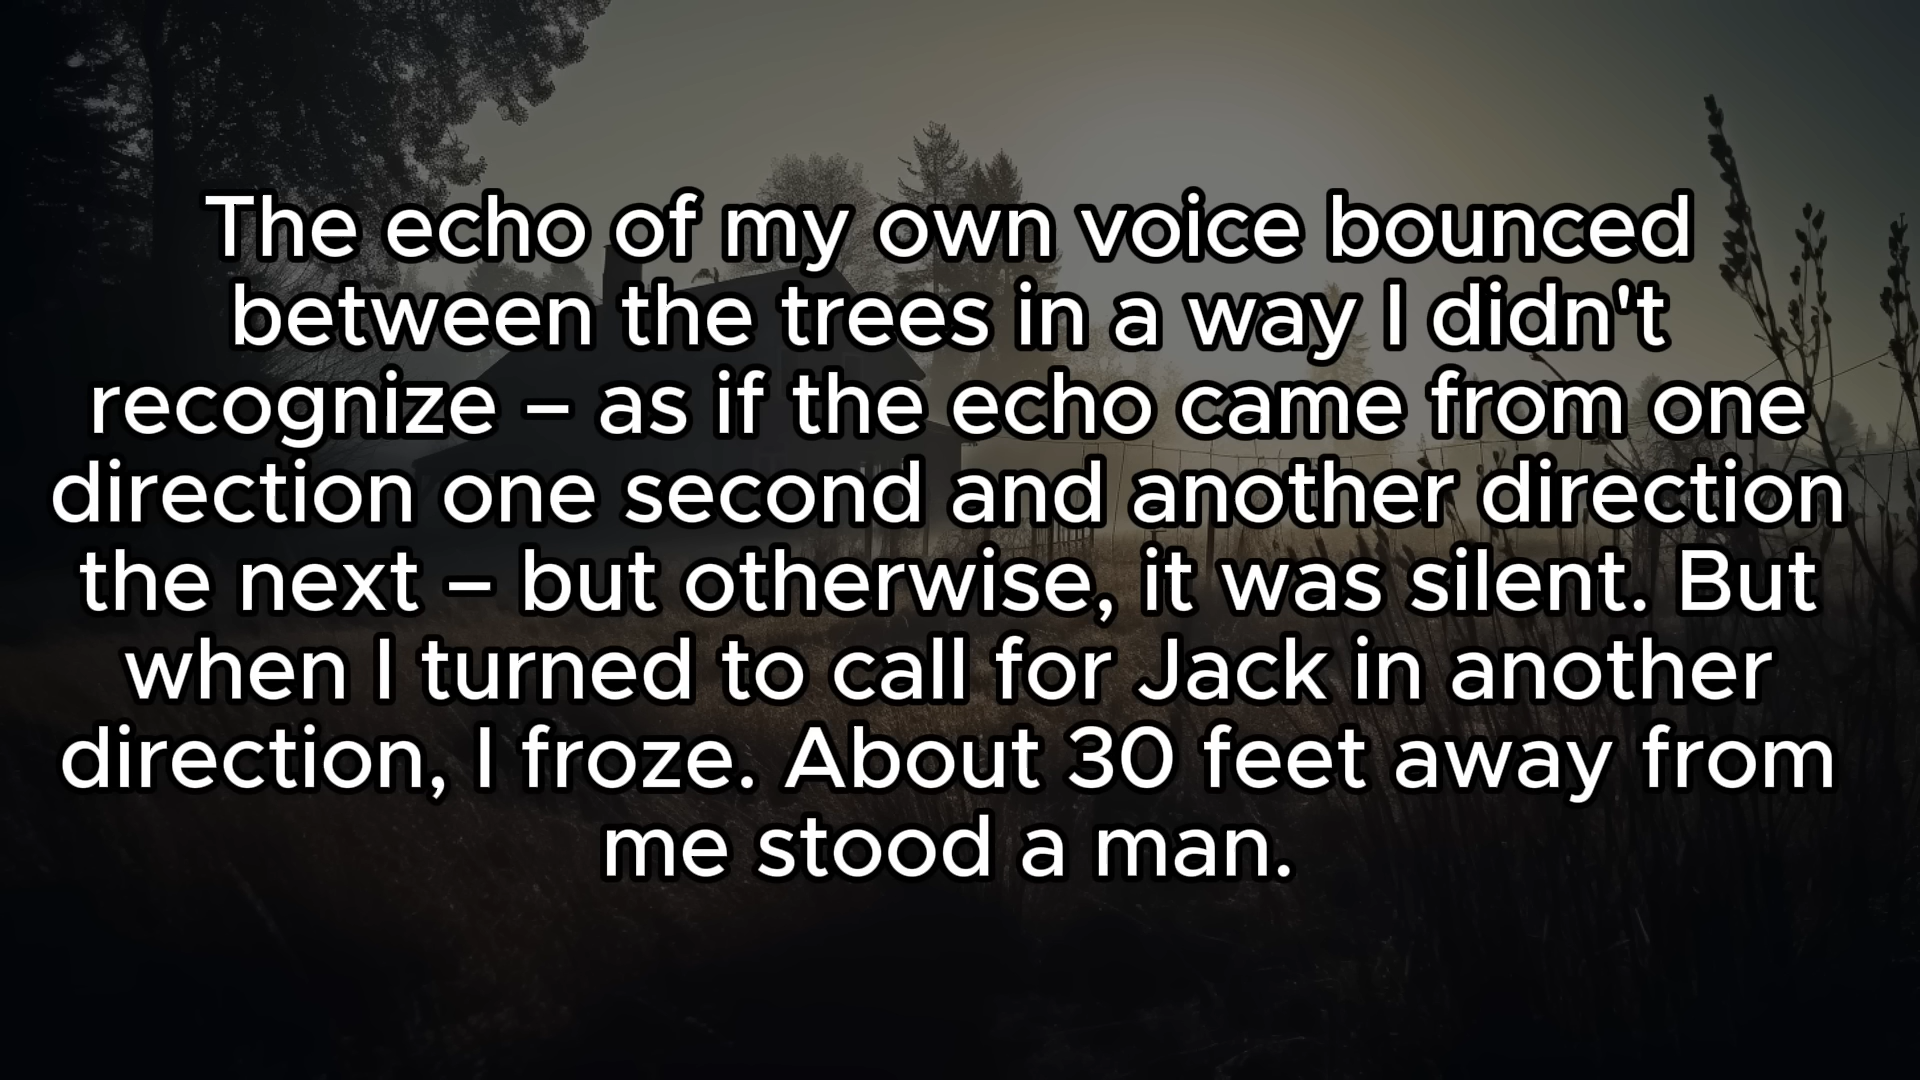 The echo of my own voice bounced
between the trees in a way I didn't
recognize – as if the echo came from one
direction one second and another direction
the next – but otherwise, it was silent. But
when I turned to call for Jack in another
direction, I froze. About 30 feet away from
me stood a man.